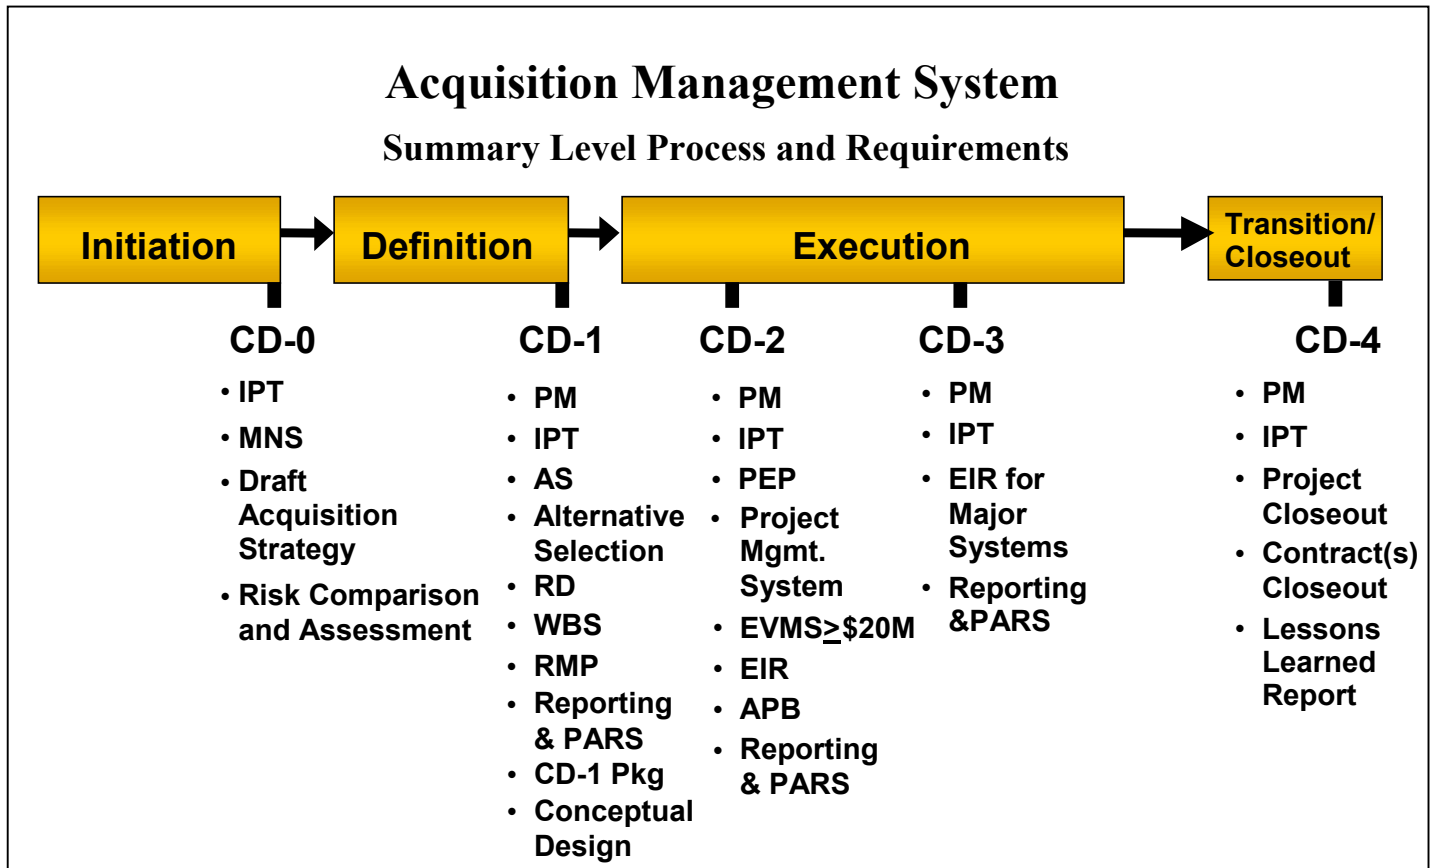 Acquisition Management System
Summary Level Process and Requirements
Initiation
Definition
Execution
Transition/
Closeout
CD-0
• IPT
• MNS
• Draft
Acquisition
Strategy
• Risk Comparison
and Assessment
CD-1
• PM
• IPT
• AS
• Alternative
Selection
• RD
• WBS
• RMP
• Reporting
& PARS
• CD-1 Pkg
• Conceptual
Design
CD-2
• PM
• IPT
• PEP
• Project
Mgmt.
System
• EVMS≥$20M
• EIR
• APB
• Reporting
& PARS
CD-3
• PM
• IPT
• EIR for
Major
Systems
• Reporting
&PARS
CD-4
• PM
• IPT
• Project
Closeout
• Contract(s)
Closeout
• Lessons
Learned
Report